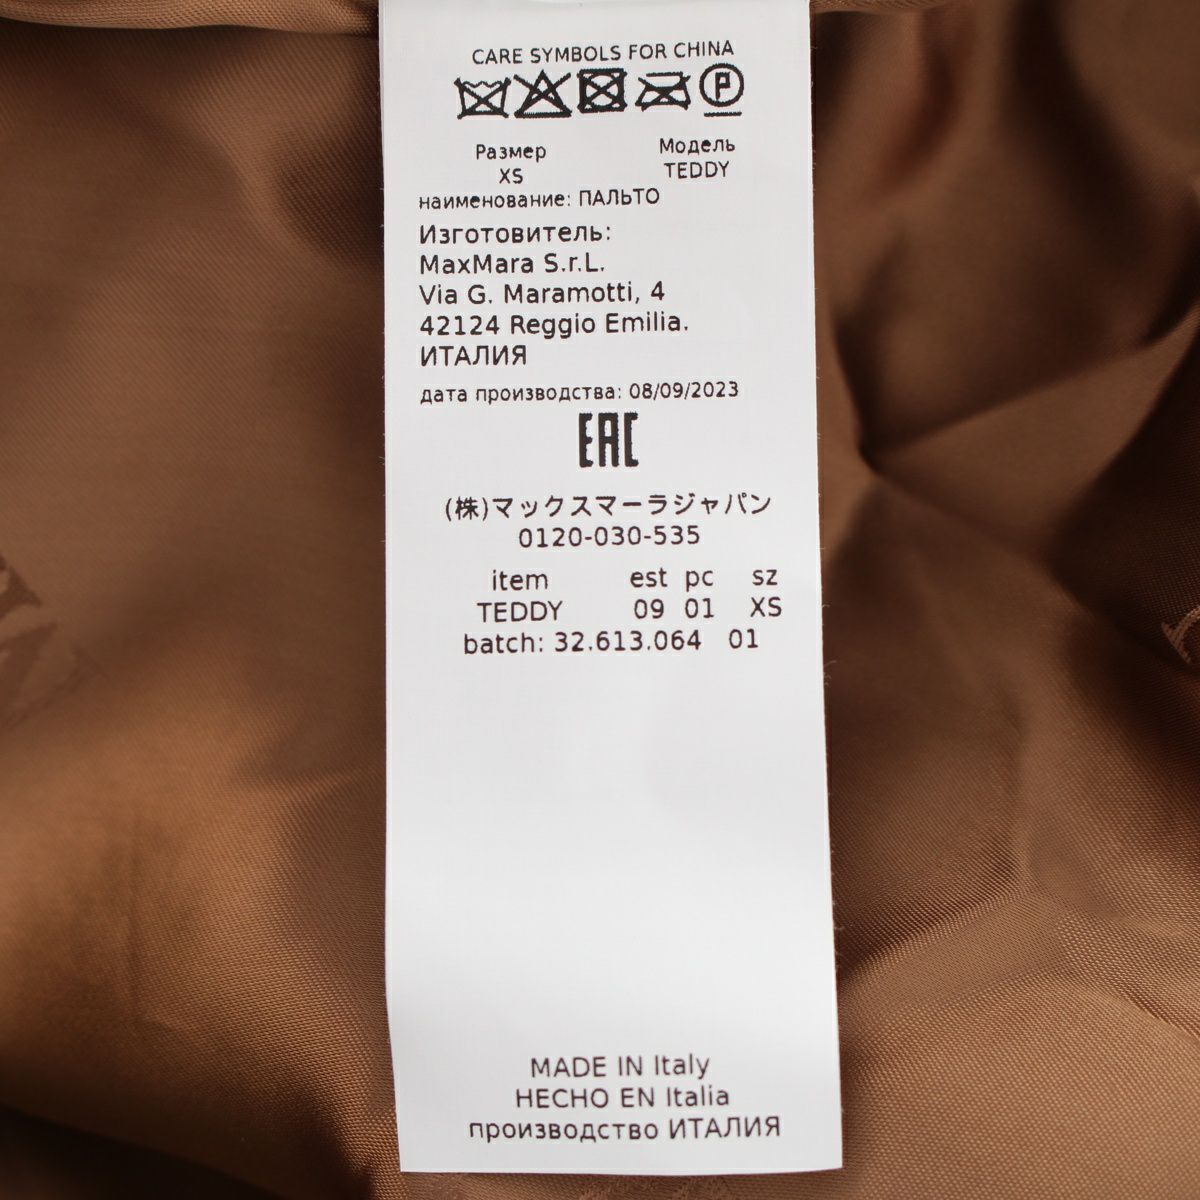 CARE SYMBOLS FOR CHINA
P
Размер Модель
XS TEDDY
наименование: ПАЛЬТО
Изготовитель:
MaxMara S.r.L.
Via G. Maramotti, 4
42124 Reggio Emilia.
ИТАЛИЯ
дата производства: 08/09/2023
EAC
(株)マックスマーラジャパン
0120-030-535
item est pc sz
TEDDY 09 01 XS
batch: 32.613.064 01
MADE IN Italy
HECHO EN Italia
производство ИТАЛИЯ